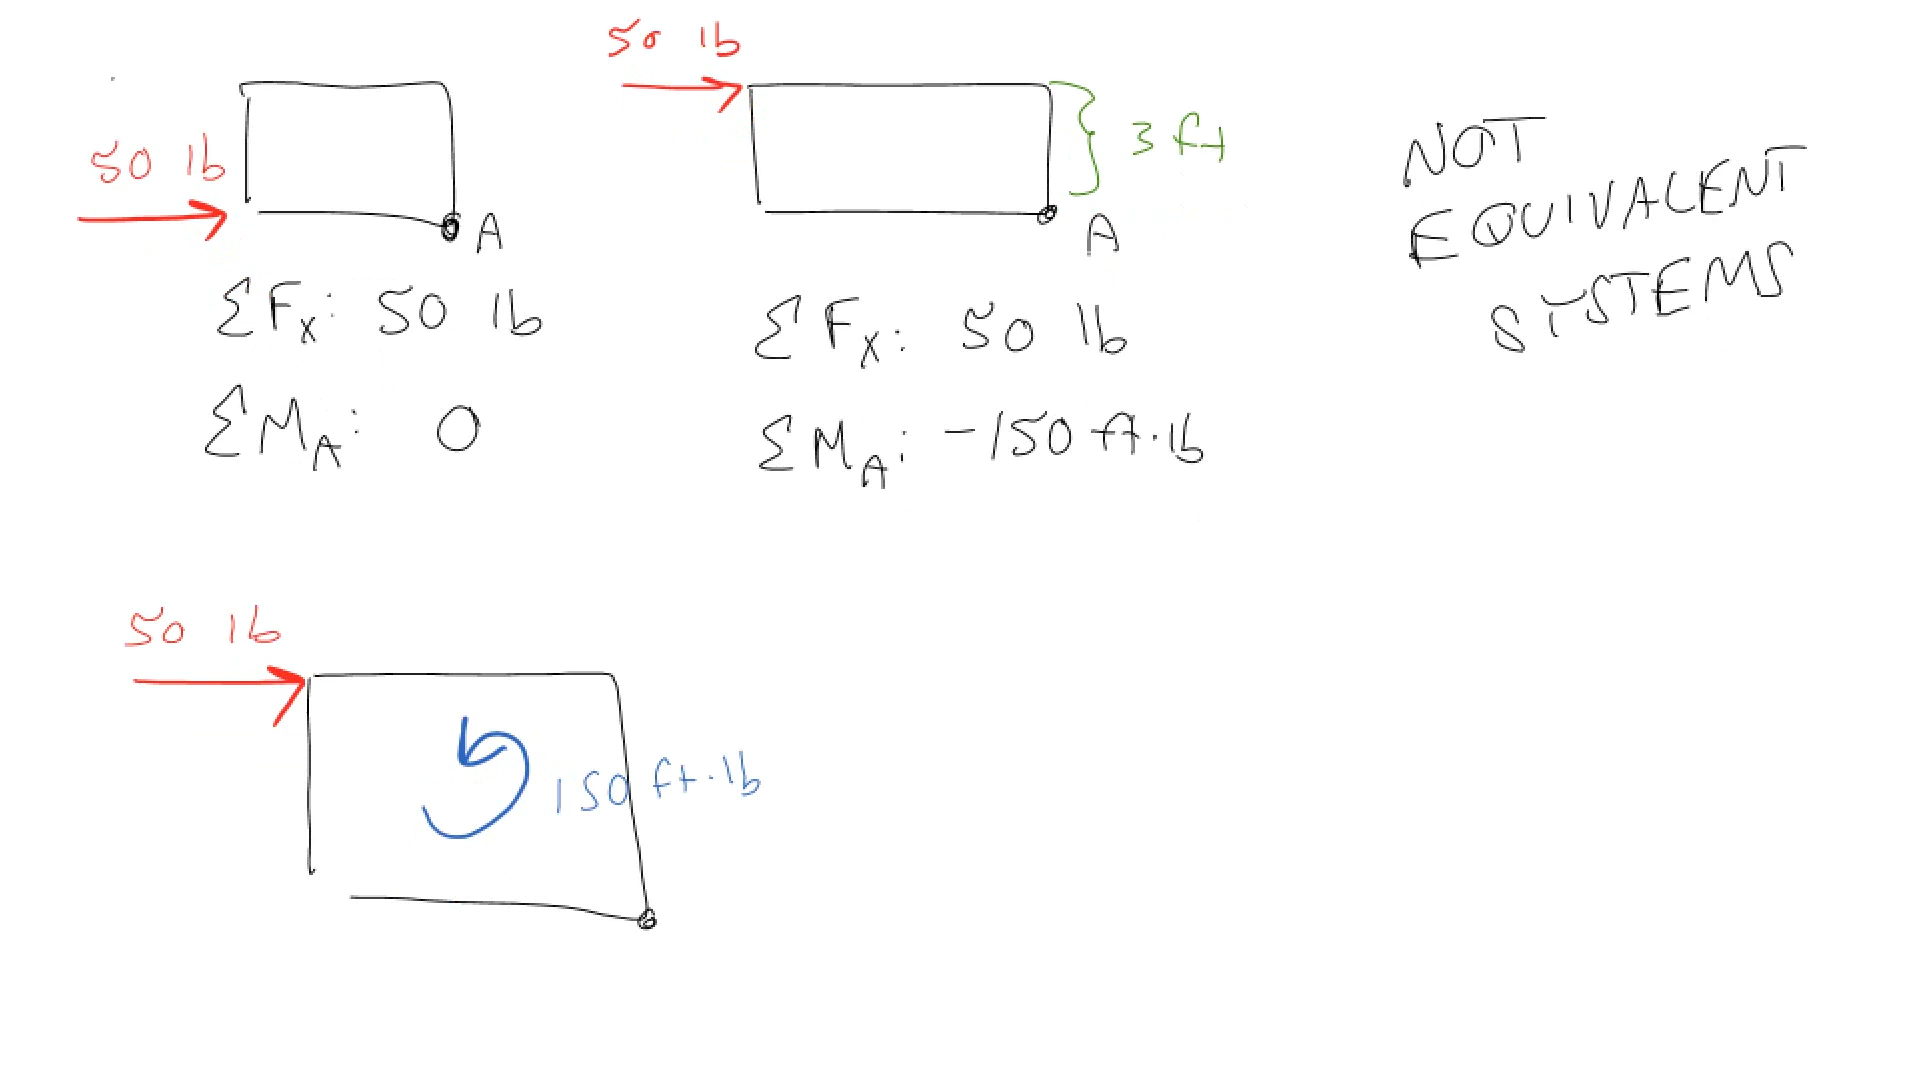 50 lb
50 lb
3 ft
A
A
ΣFx: 50 lb
ΣMA: 0
ΣFx: 50 lb
ΣMA: -150 ft·lb
NOT
EQUIVALENT
SYSTEMS
50 lb
150 ft·lb